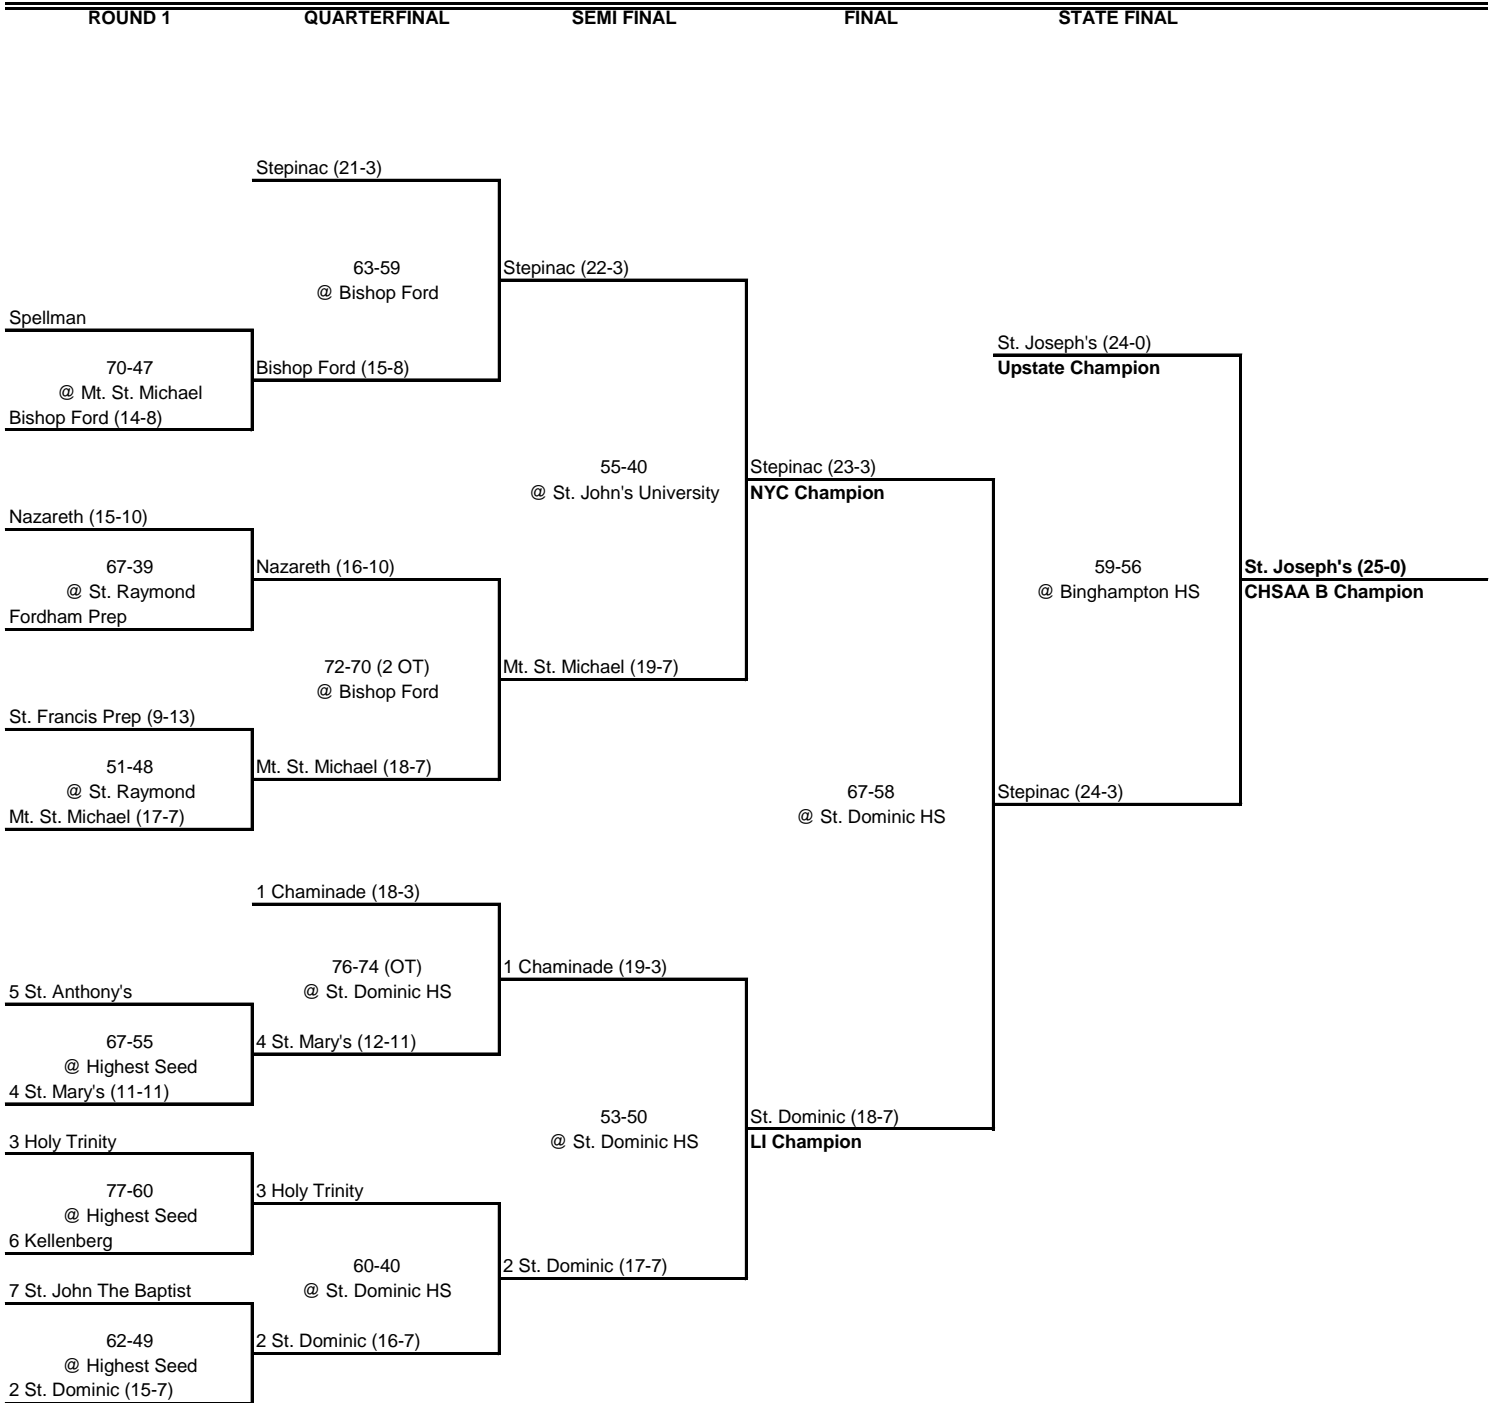 ROUND 1 QUARTERFINAL SEMI FINAL FINAL STATE FINAL
Stepinac (21-3)
63-59 Stepinac (22-3)
@ Bishop Ford
Spellman
St. Joseph's (24-0)
70-47 Bishop Ford (15-8) Upstate Champion
@ Mt. St. Michael
Bishop Ford (14-8)
55-40 Stepinac (23-3)
@ St. John's University NYC Champion
Nazareth (15-10)
67-39 Nazareth (16-10) 59-56 St. Joseph's (25-0)
@ St. Raymond @ Binghampton HS CHSAA B Champion
Fordham Prep
72-70 (2 OT) Mt. St. Michael (19-7)
@ Bishop Ford
St. Francis Prep (9-13)
51-48 Mt. St. Michael (18-7)
@ St. Raymond 67-58 Stepinac (24-3)
Mt. St. Michael (17-7) @ St. Dominic HS
1 Chaminade (18-3)
76-74 (OT) 1 Chaminade (19-3)
5 St. Anthony's @ St. Dominic HS
67-55 4 St. Mary's (12-11)
@ Highest Seed
4 St. Mary's (11-11)
53-50 St. Dominic (18-7)
3 Holy Trinity @ St. Dominic HS LI Champion
77-60 3 Holy Trinity
@ Highest Seed
6 Kellenberg
60-40 2 St. Dominic (17-7)
7 St. John The Baptist @ St. Dominic HS
62-49 2 St. Dominic (16-7)
@ Highest Seed
2 St. Dominic (15-7)